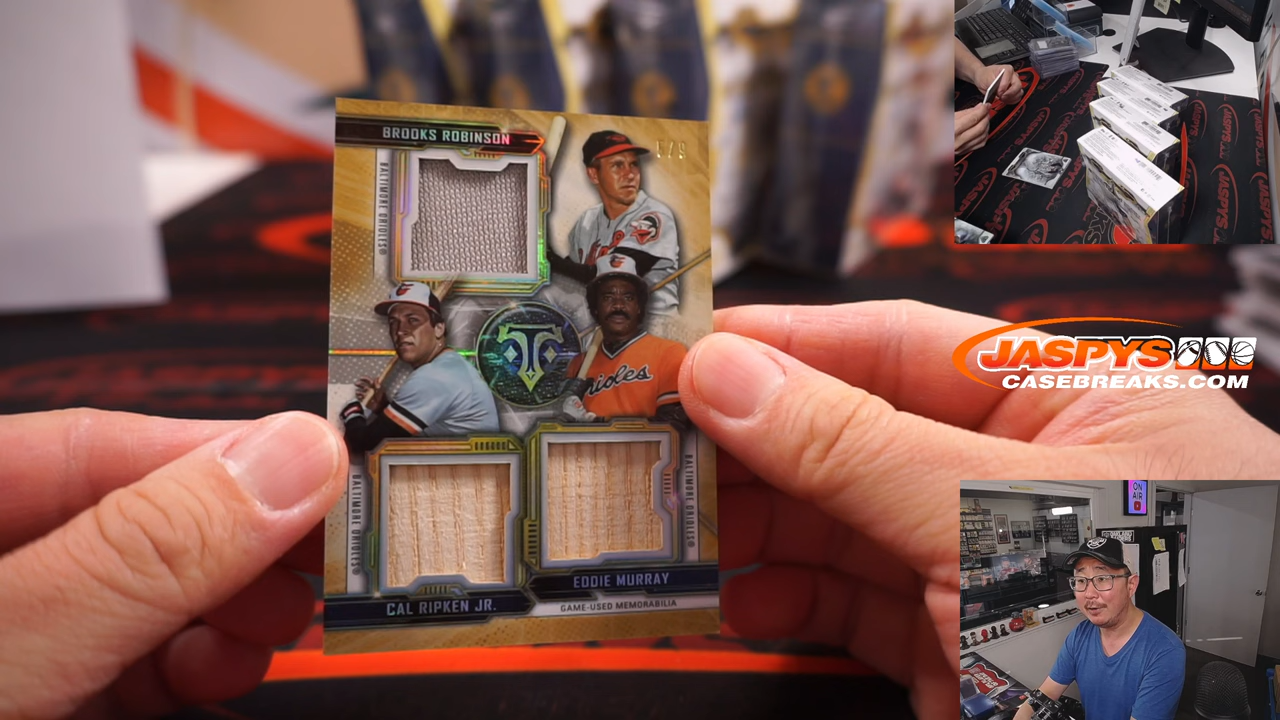 BROOKS ROBINSON
BALTIMORE ORIOLES®
Orioles
BALTIMORE ORIOLES®
BALTIMORE ORIOLES®
EDDIE MURRAY
CAL RIPKEN JR.
GAME-USED MEMORABILIA
JASPYS
CASEBREAKS.COM
ON
AIR